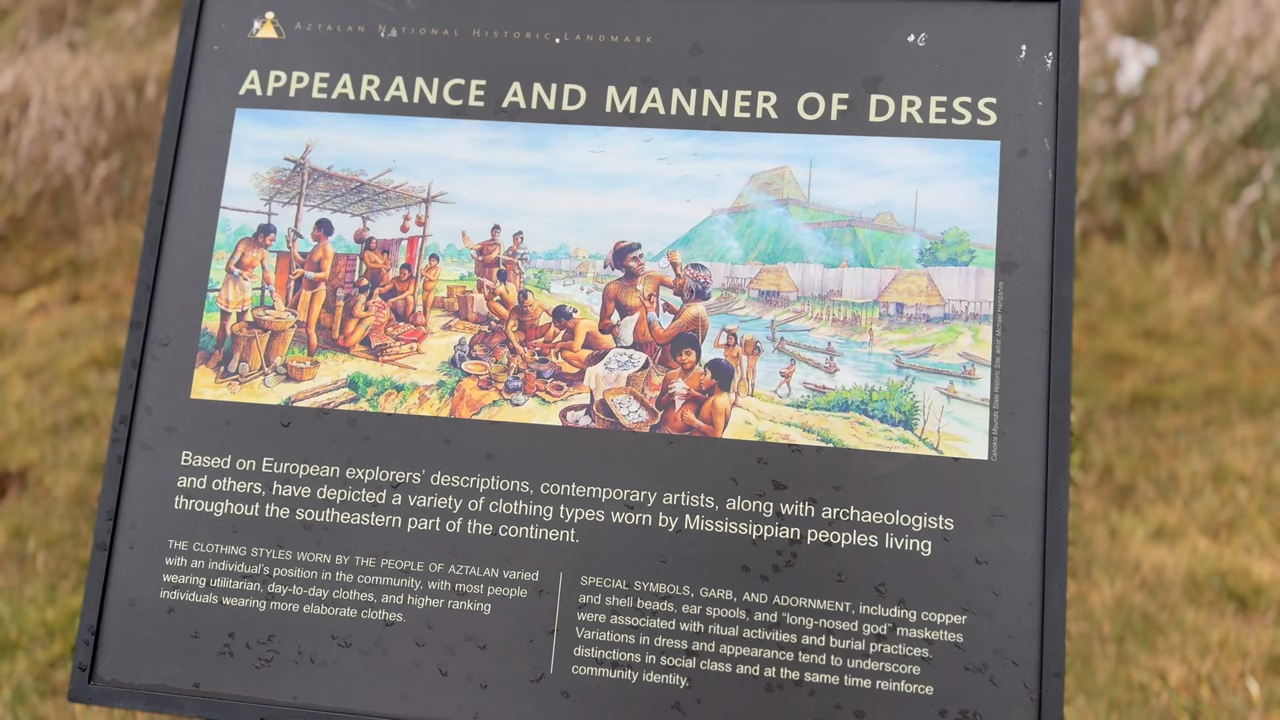 AZTALAN NATIONAL HISTORIC LANDMARK
APPEARANCE AND MANNER OF DRESS
Cahokia Mounds State Historic Site, artist: Michael Hampshire
Based on European explorers’ descriptions, contemporary artists, along with archaeologists
and others, have depicted a variety of clothing types worn by Mississippian peoples living
throughout the southeastern part of the continent.
THE CLOTHING STYLES WORN BY THE PEOPLE OF AZTALAN varied
with an individual’s position in the community, with most people
wearing utilitarian, day-to-day clothes, and higher ranking
individuals wearing more elaborate clothes.
SPECIAL SYMBOLS, GARB, AND ADORNMENT, including copper
and shell beads, ear spools, and “long-nosed god” maskettes
were associated with ritual activities and burial practices.
Variations in dress and appearance tend to underscore
distinctions in social class and at the same time reinforce
community identity.